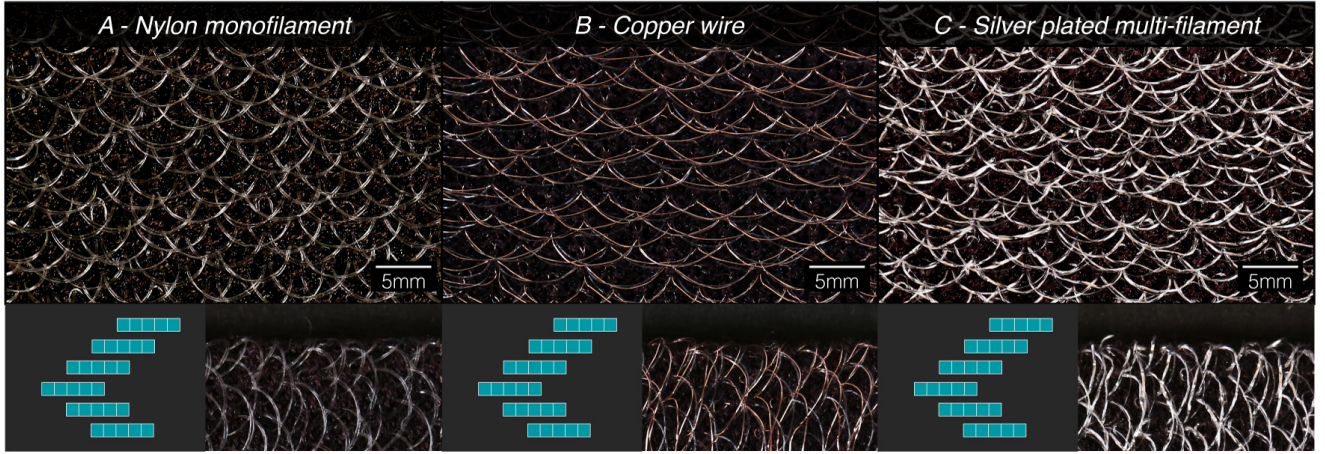 A - Nylon monofilament
B - Copper wire
C - Silver plated multi-filament
5mm
5mm
5mm